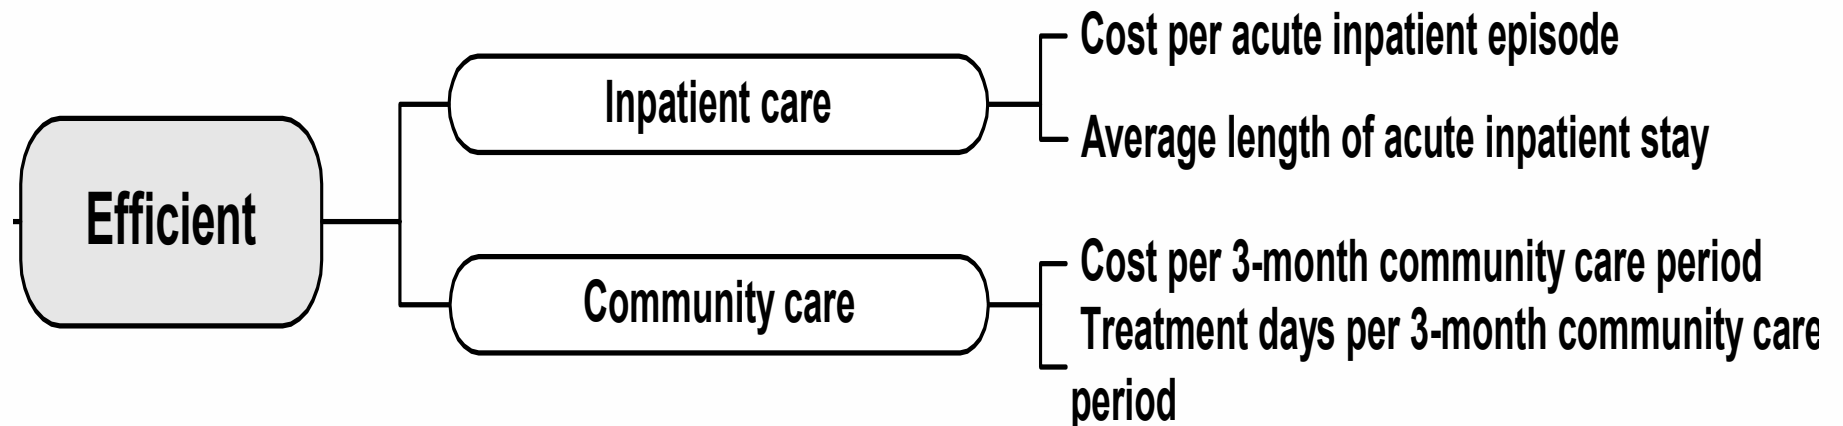 Cost per acute inpatient episode
Inpatient care
Average length of acute inpatient stay
Efficient
Cost per 3-month community care period
Community care
Treatment days per 3-month community care
period